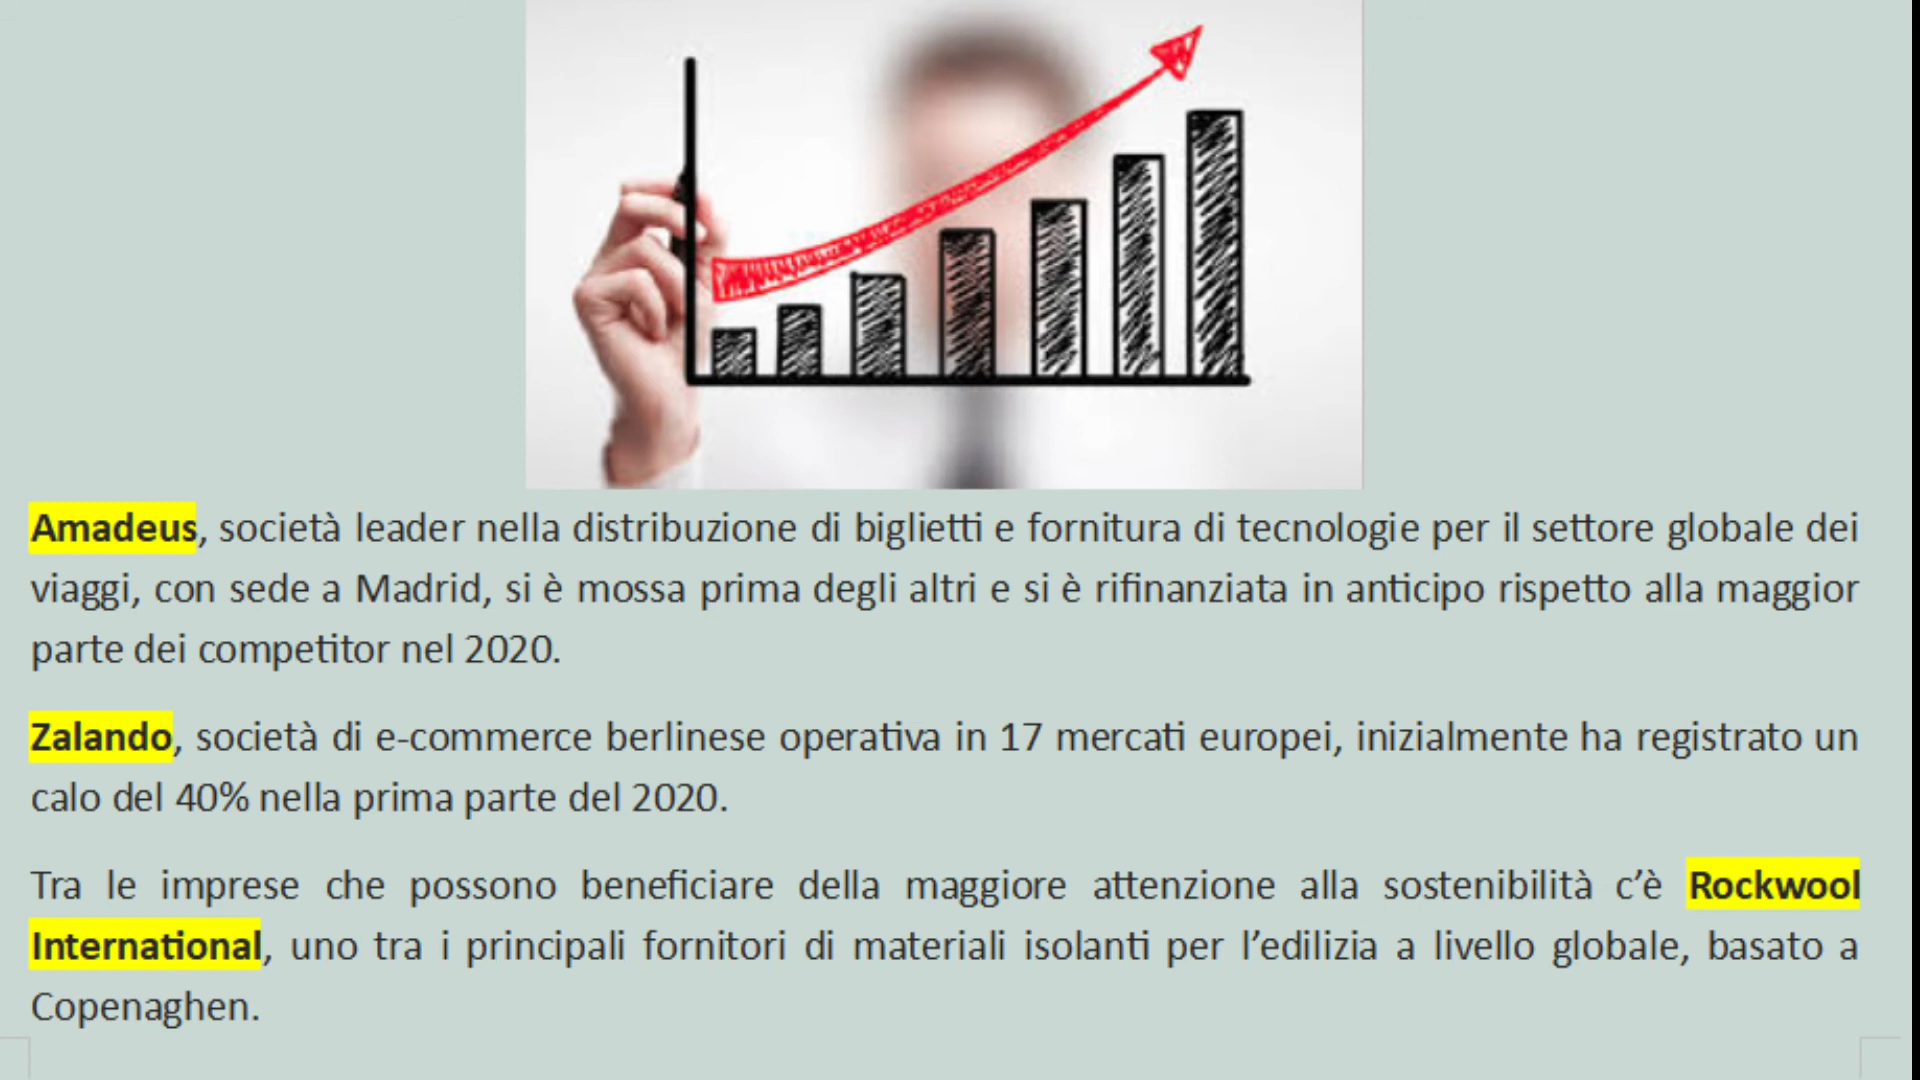 Amadeus, società leader nella distribuzione di biglietti e fornitura di tecnologie per il settore globale dei
viaggi, con sede a Madrid, si è mossa prima degli altri e si è rifinanziata in anticipo rispetto alla maggior
parte dei competitor nel 2020.
Zalando, società di e-commerce berlinese operativa in 17 mercati europei, inizialmente ha registrato un
calo del 40% nella prima parte del 2020.
Tra le imprese che possono beneficiare della maggiore attenzione alla sostenibilità c’è Rockwool
International, uno tra i principali fornitori di materiali isolanti per l’edilizia a livello globale, basato a
Copenaghen.